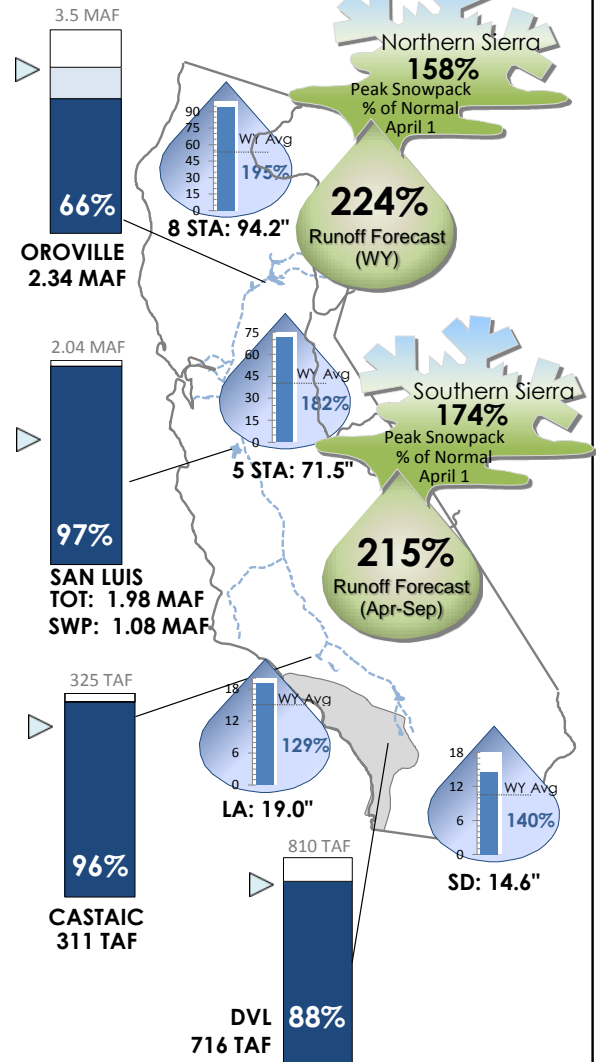 3.5 MAF
66%
OROVILLE
2.34 MAF
Northern Sierra
158%
Peak Snowpack
% of Normal
April 1
224%
Runoff Forecast
(WY)
90
75
60
45
30
15
0
WY Avg
195%
8 STA: 94.2"
2.04 MAF
97%
SAN LUIS
TOT: 1.98 MAF
SWP: 1.08 MAF
75
60
45
30
15
0
WY Avg
182%
5 STA: 71.5"
Southern Sierra
174%
Peak Snowpack
% of Normal
April 1
215%
Runoff Forecast
(Apr-Sep)
325 TAF
96%
CASTAIC
311 TAF
18
12
6
0
WY Avg
129%
LA: 19.0"
18
12
6
0
WY Avg
140%
SD: 14.6"
810 TAF
88%
DVL
716 TAF